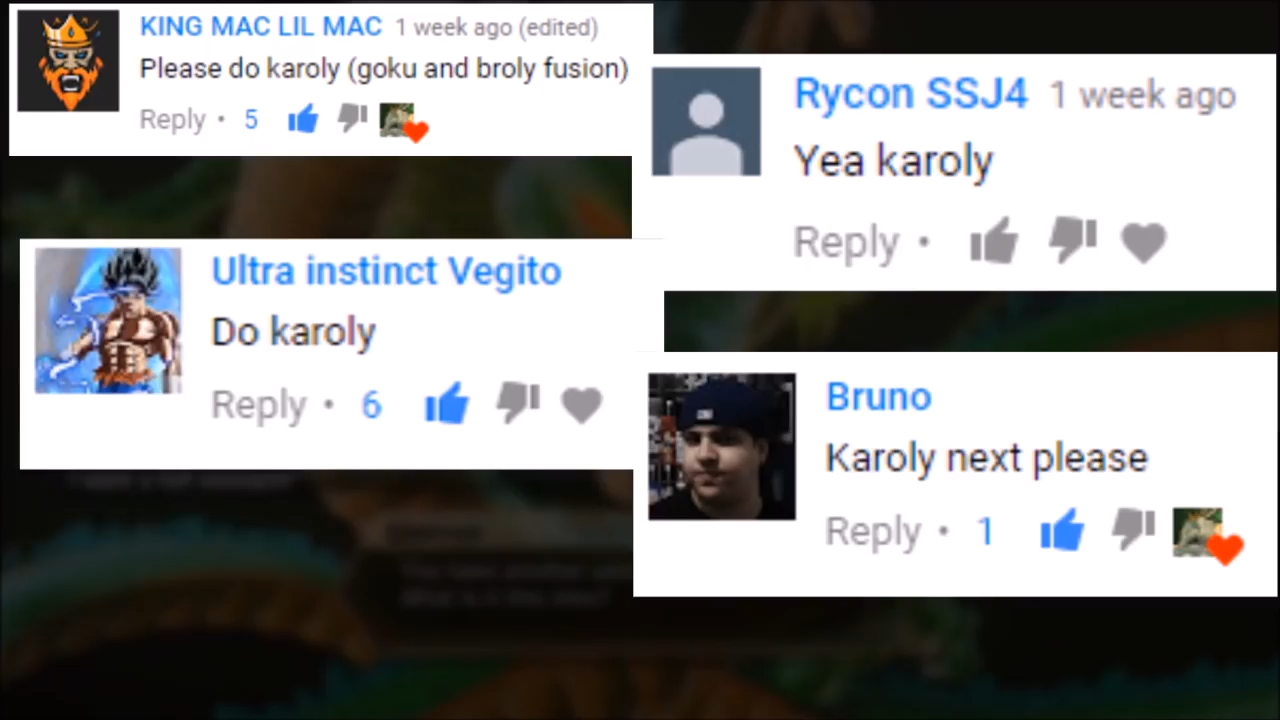 KING MAC LIL MAC 1 week ago (edited)
Please do karoly (goku and broly fusion)
Reply • 5
Rycon SSJ4 1 week ago
Yea karoly
Reply •
Ultra instinct Vegito
Do karoly
Reply • 6
Bruno
Karoly next please
Reply • 1